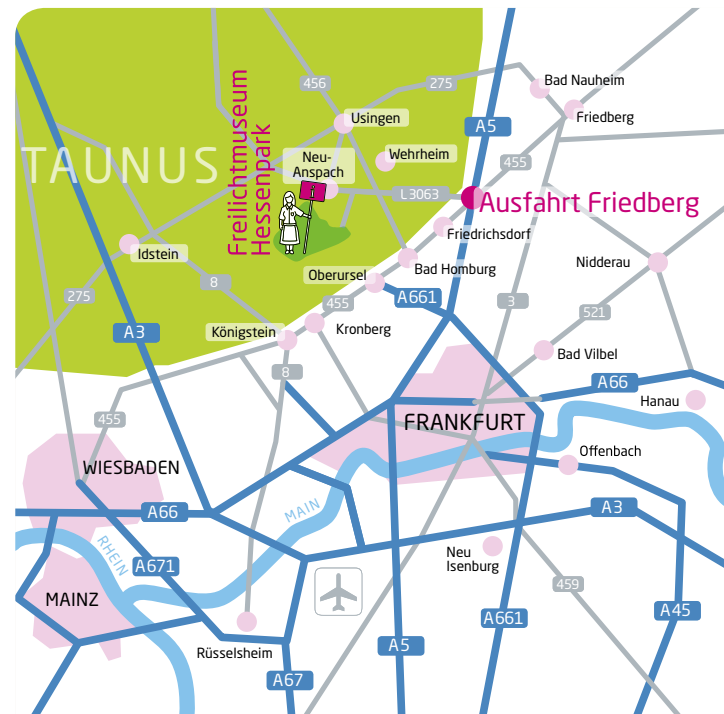 456
275
Bad Nauheim
Friedberg
Usingen
A5
TAUNUS
Freilichtmuseum
Hessenpark
Neu-
Anspach
Wehrheim
455
L3063
Ausfahrt Friedberg
Friedrichsdorf
Idstein
Bad Homburg
Nidderau
Oberursel
8
275
A661
455
3
521
A3
Königstein
Kronberg
Bad Vilbel
8
A66
Hanau
455
FRANKFURT
Offenbach
WIESBADEN
A66
MAIN
A3
RHEIN
A671
Neu
Isenburg
459
MAINZ
A45
A661
Rüsselsheim
A5
A67